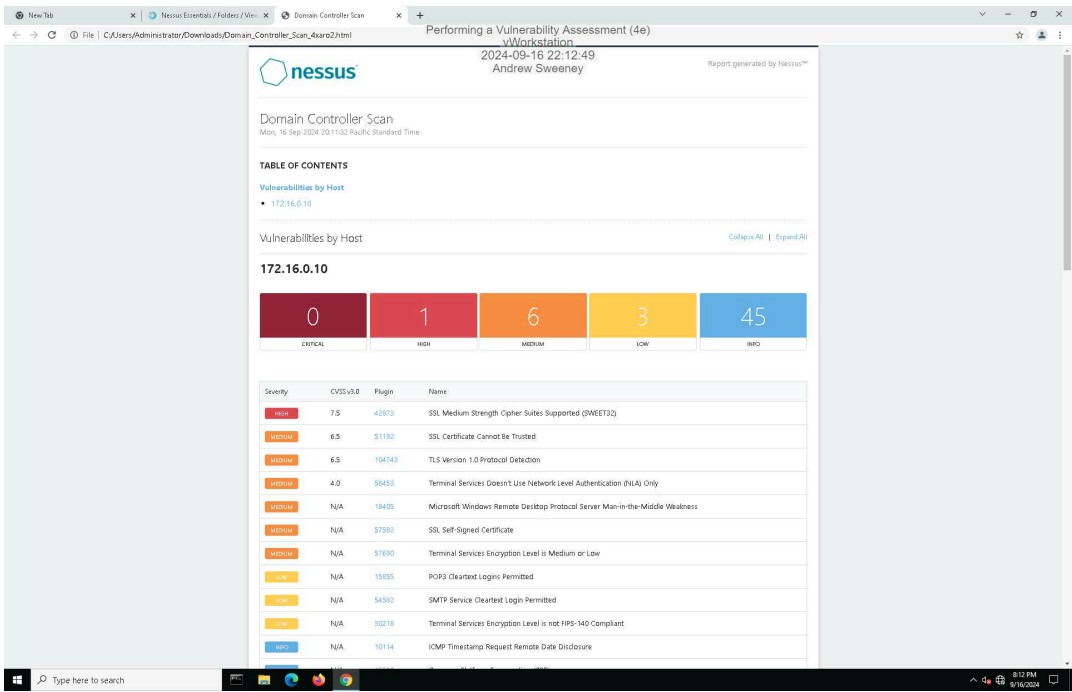 New Tab
Nessus Essentials / Folders / View
Domain Controller Scan
File | C:/Users/Administrator/Downloads/Domain_Controller_Scan_4xaro2.html
Performing a Vulnerability Assessment (4e)
vWorkstation
2024-09-16 22:12:49
Andrew Sweeney
nessus
Report generated by Nessus™
Domain Controller Scan
Mon, 16 Sep 2024 20:11:32 Pacific Standard Time
TABLE OF CONTENTS
Vulnerabilities by Host
• 172.16.0.10
Vulnerabilities by Host
Collapse All | Expand All
172.16.0.10
0 1 6 3 45
CRITICAL HIGH MEDIUM LOW INFO
Severity CVSS v3.0 Plugin Name
HIGH 7.5 42873 SSL Medium Strength Cipher Suites Supported (SWEET32)
MEDIUM 6.5 51192 SSL Certificate Cannot Be Trusted
MEDIUM 6.5 104743 TLS Version 1.0 Protocol Detection
MEDIUM 4.0 58453 Terminal Services Doesn't Use Network Level Authentication (NLA) Only
MEDIUM N/A 18405 Microsoft Windows Remote Desktop Protocol Server Man-in-the-Middle Weakness
MEDIUM N/A 57582 SSL Self-Signed Certificate
MEDIUM N/A 57690 Terminal Services Encryption Level is Medium or Low
LOW N/A 15855 POP3 Cleartext Logins Permitted
LOW N/A 54582 SMTP Service Cleartext Login Permitted
LOW N/A 30218 Terminal Services Encryption Level is not FIPS-140 Compliant
INFO N/A 10114 ICMP Timestamp Request Remote Date Disclosure
Type here to search
8:12 PM
9/16/2024